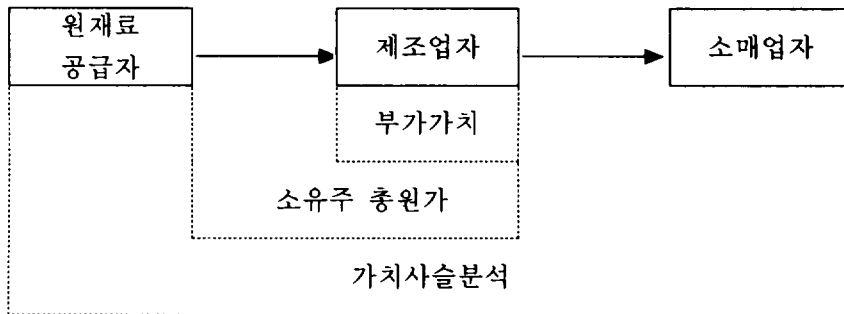 원재료
공급자
제조업자
소매업자
부가가치
소유주 총원가
가치사슬분석